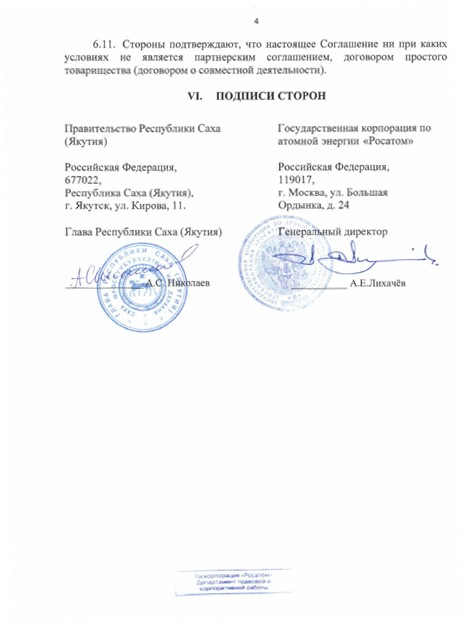 4
6.11. Стороны подтверждают, что настоящее Соглашение ни при каких
условиях не является партнерским соглашением, договором простого
товарищества (договором о совместной деятельности).
VI. ПОДПИСИ СТОРОН
Правительство Республики Саха
(Якутия)
Российская Федерация,
677022,
Республика Саха (Якутия),
г. Якутск, ул. Кирова, 11.
Глава Республики Саха (Якутия)
А.С. Николаев
Государственная корпорация по
атомной энергии «Росатом»
Российская Федерация,
119017,
г. Москва, ул. Большая
Ордынка, д. 24
Генеральный директор
А.Е.Лихачёв
Госкорпорация «Росатом»
Департамент правовой и
корпоративной работы